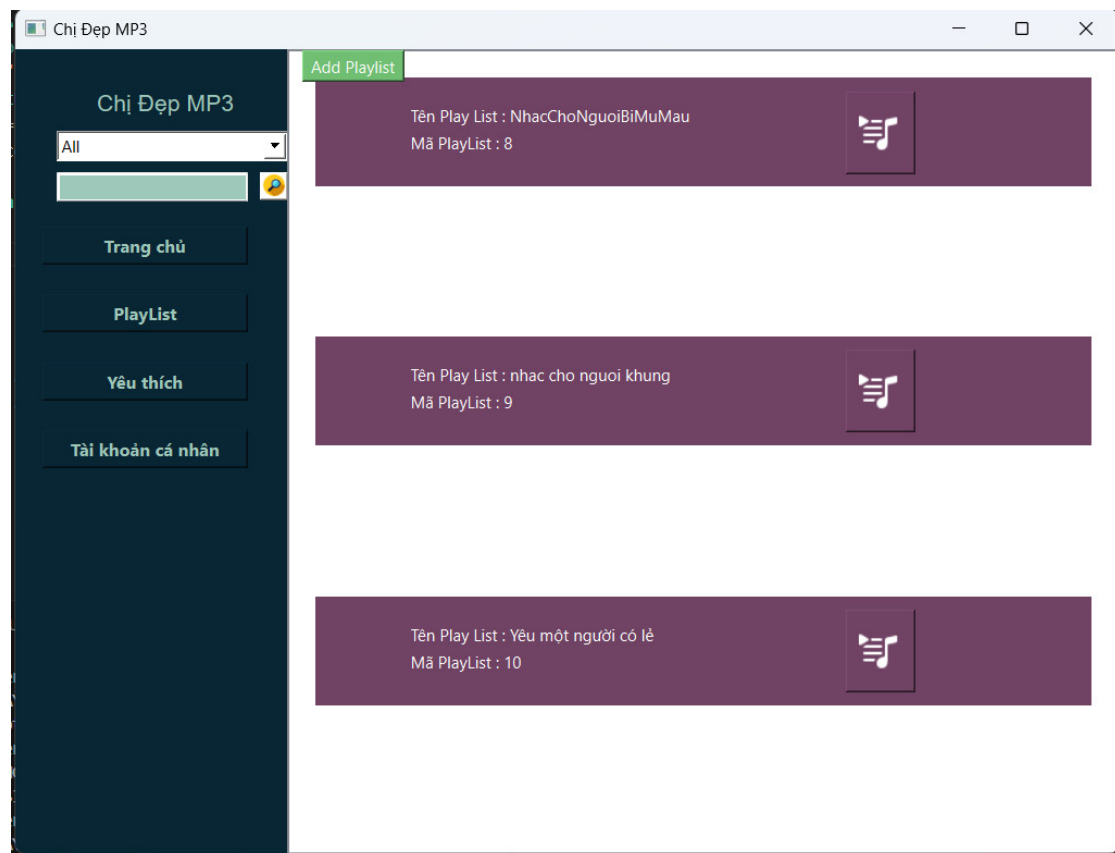 Chị Đẹp MP3
Chị Đẹp MP3
All
Trang chủ
PlayList
Yêu thích
Tài khoản cá nhân
Add Playlist
Tên Play List : NhacChoNguoiBiMuMau
Mã PlayList : 8
Tên Play List : nhac cho nguoi khung
Mã PlayList : 9
Tên Play List : Yêu một người có lẻ
Mã PlayList : 10